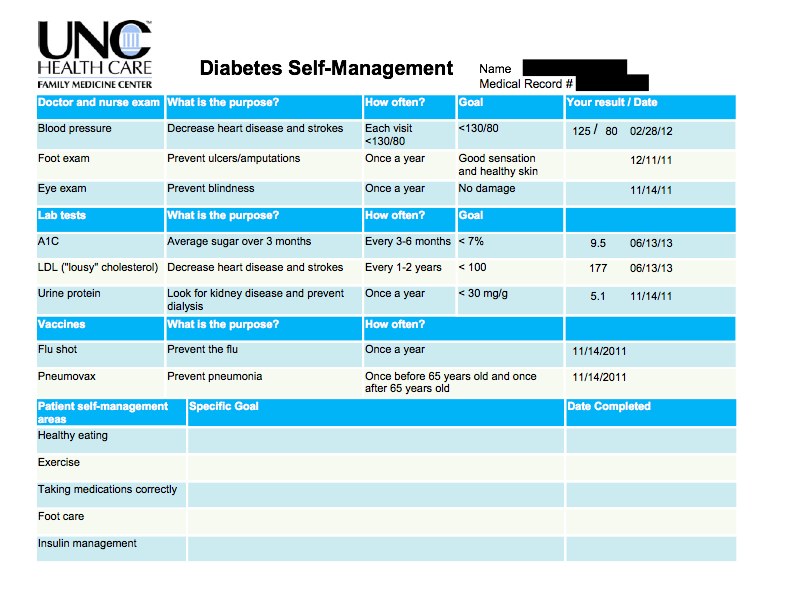 UNC
HEALTH CARE
FAMILY MEDICINE CENTER
Diabetes Self-Management
Name
Medical Record #
Doctor and nurse exam What is the purpose? How often? Goal Your result / Date
Blood pressure Decrease heart disease and strokes Each visit <130/80 125 / 80 02/28/12
<130/80
Foot exam Prevent ulcers/amputations Once a year Good sensation 12/11/11
and healthy skin
Eye exam Prevent blindness Once a year No damage 11/14/11
Lab tests What is the purpose? How often? Goal
A1C Average sugar over 3 months Every 3-6 months < 7% 9.5 06/13/13
LDL ("lousy" cholesterol) Decrease heart disease and strokes Every 1-2 years < 100 177 06/13/13
Urine protein Look for kidney disease and prevent Once a year < 30 mg/g 5.1 11/14/11
dialysis
Vaccines What is the purpose? How often?
Flu shot Prevent the flu Once a year 11/14/2011
Pneumovax Prevent pneumonia Once before 65 years old and once 11/14/2011
after 65 years old
Patient self-management Specific Goal Date Completed
areas
Healthy eating
Exercise
Taking medications correctly
Foot care
Insulin management